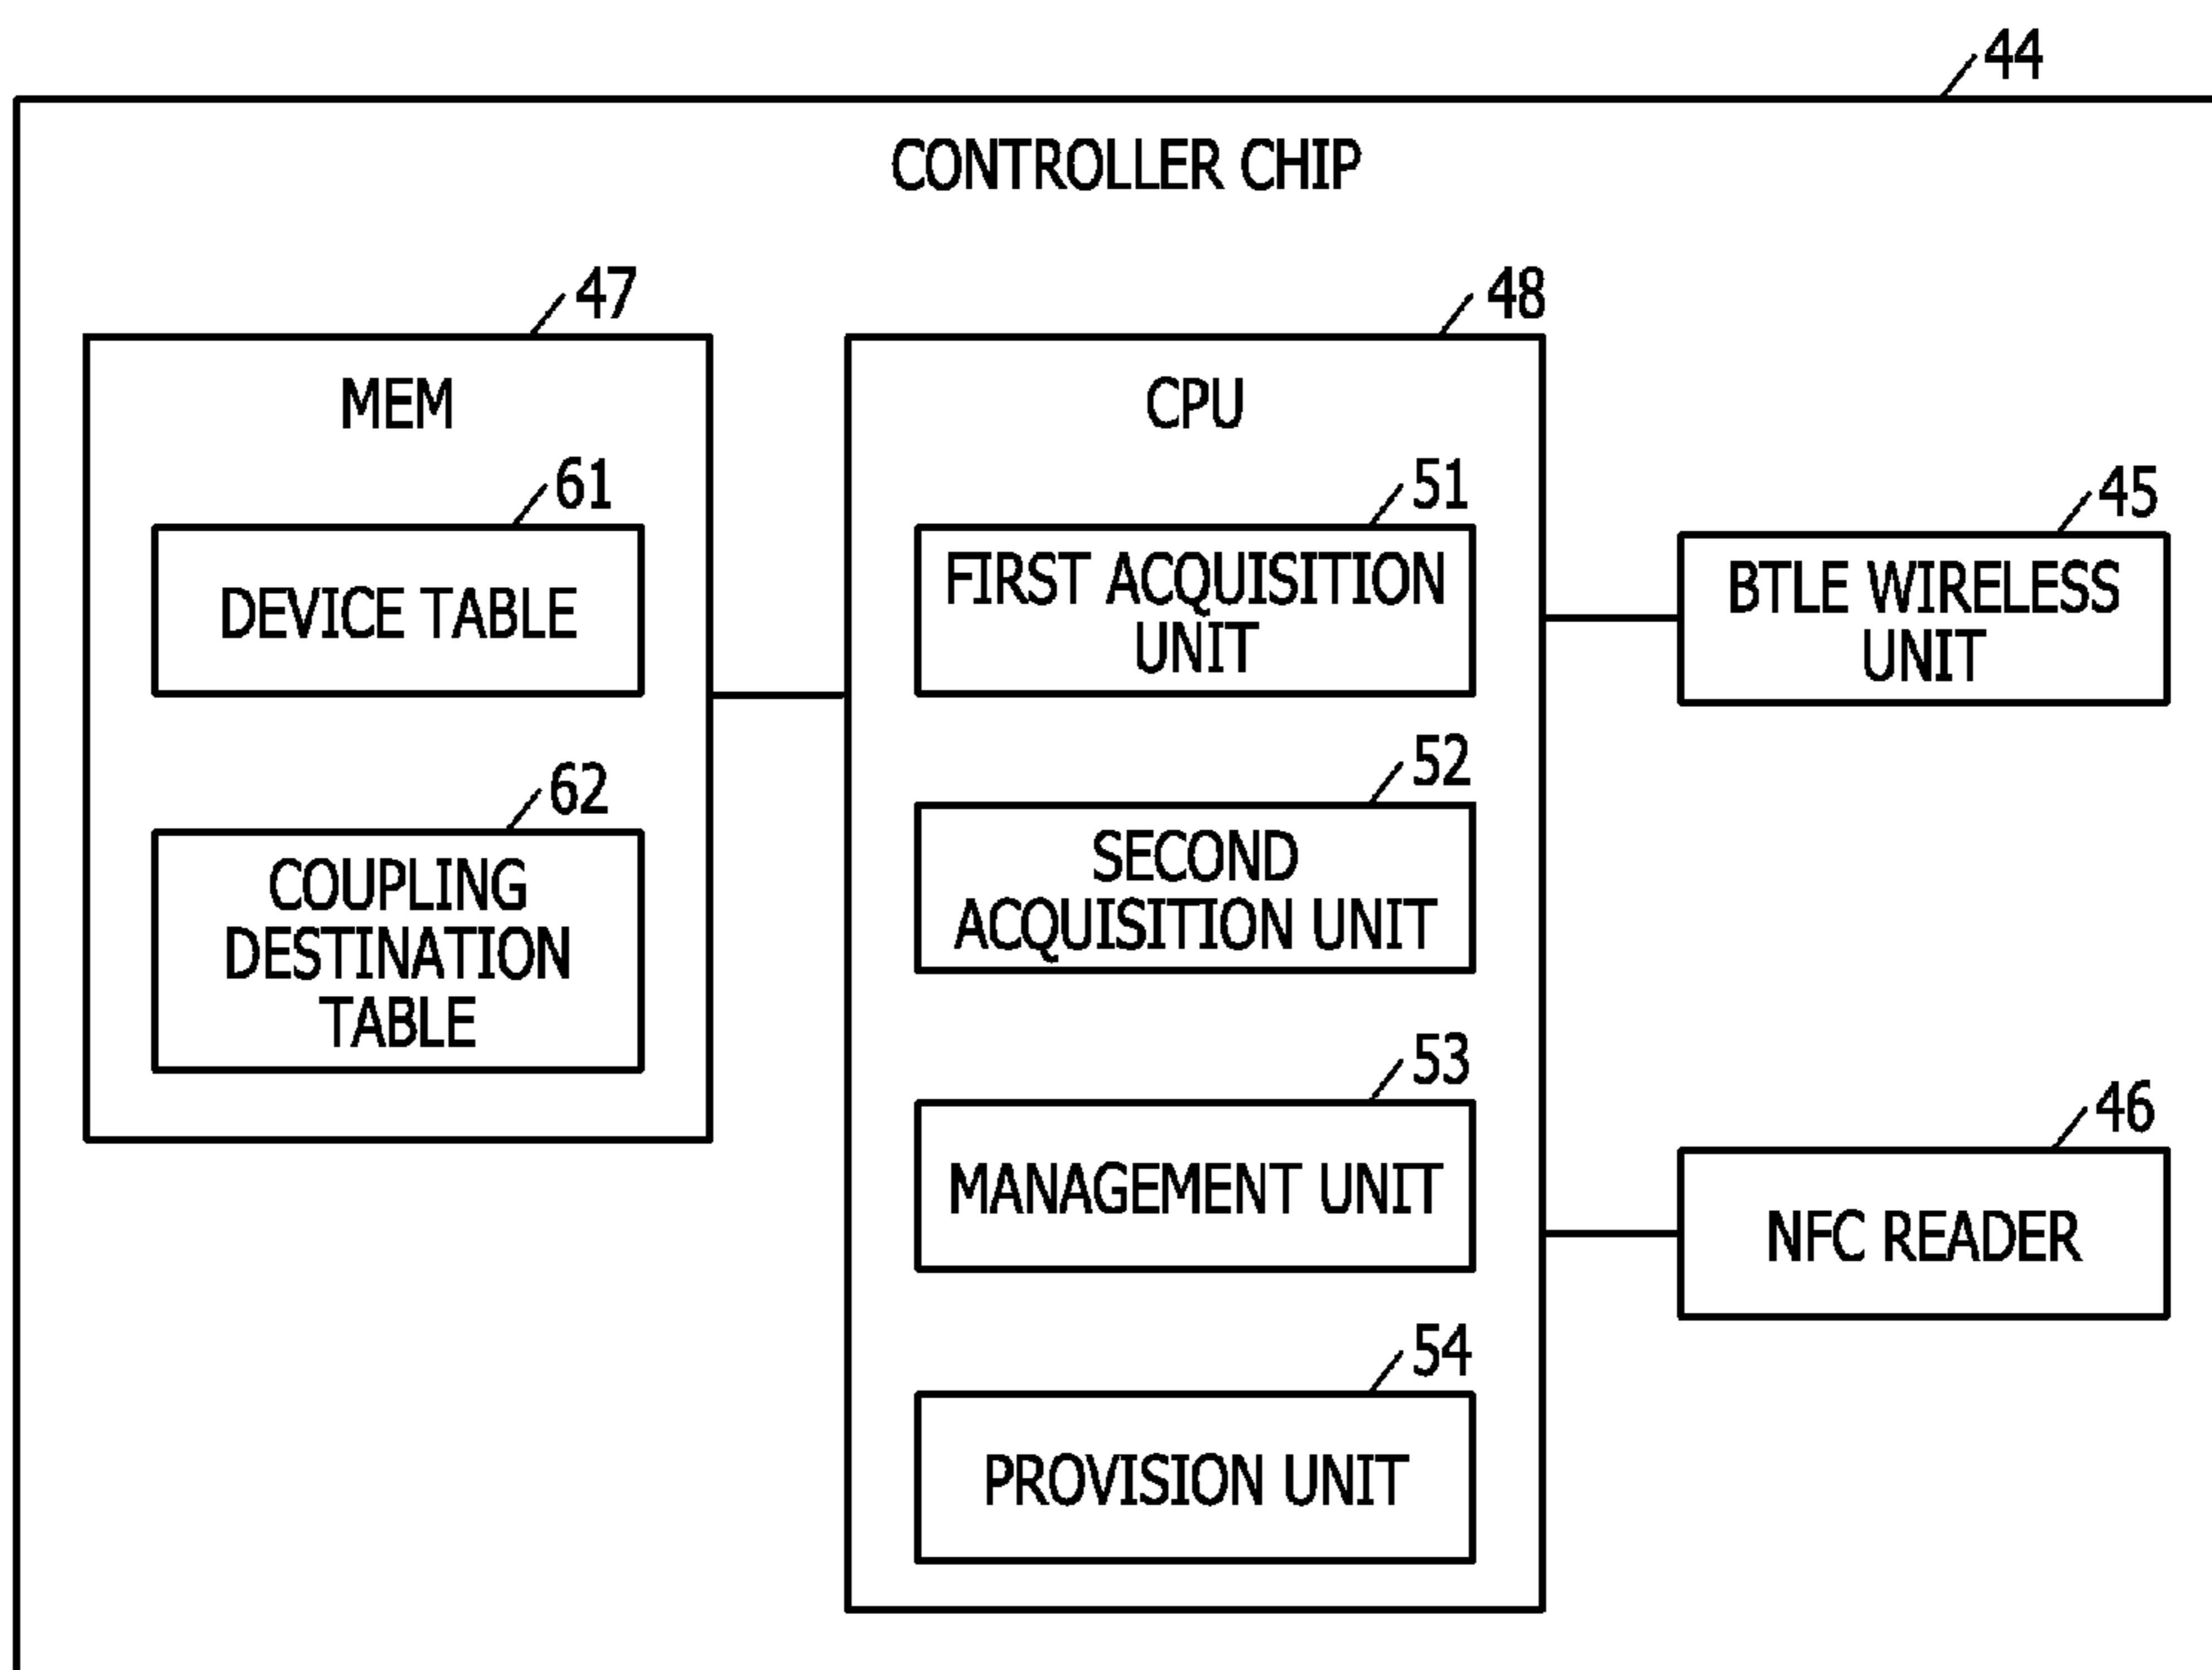 44
CONTROLLER CHIP
47
MEM
61
DEVICE TABLE
62
COUPLING
DESTINATION
TABLE
48
CPU
51
FIRST ACQUISITION
UNIT
52
SECOND
ACQUISITION UNIT
53
MANAGEMENT UNIT
54
PROVISION UNIT
45
BTLE WIRELESS
UNIT
46
NFC READER